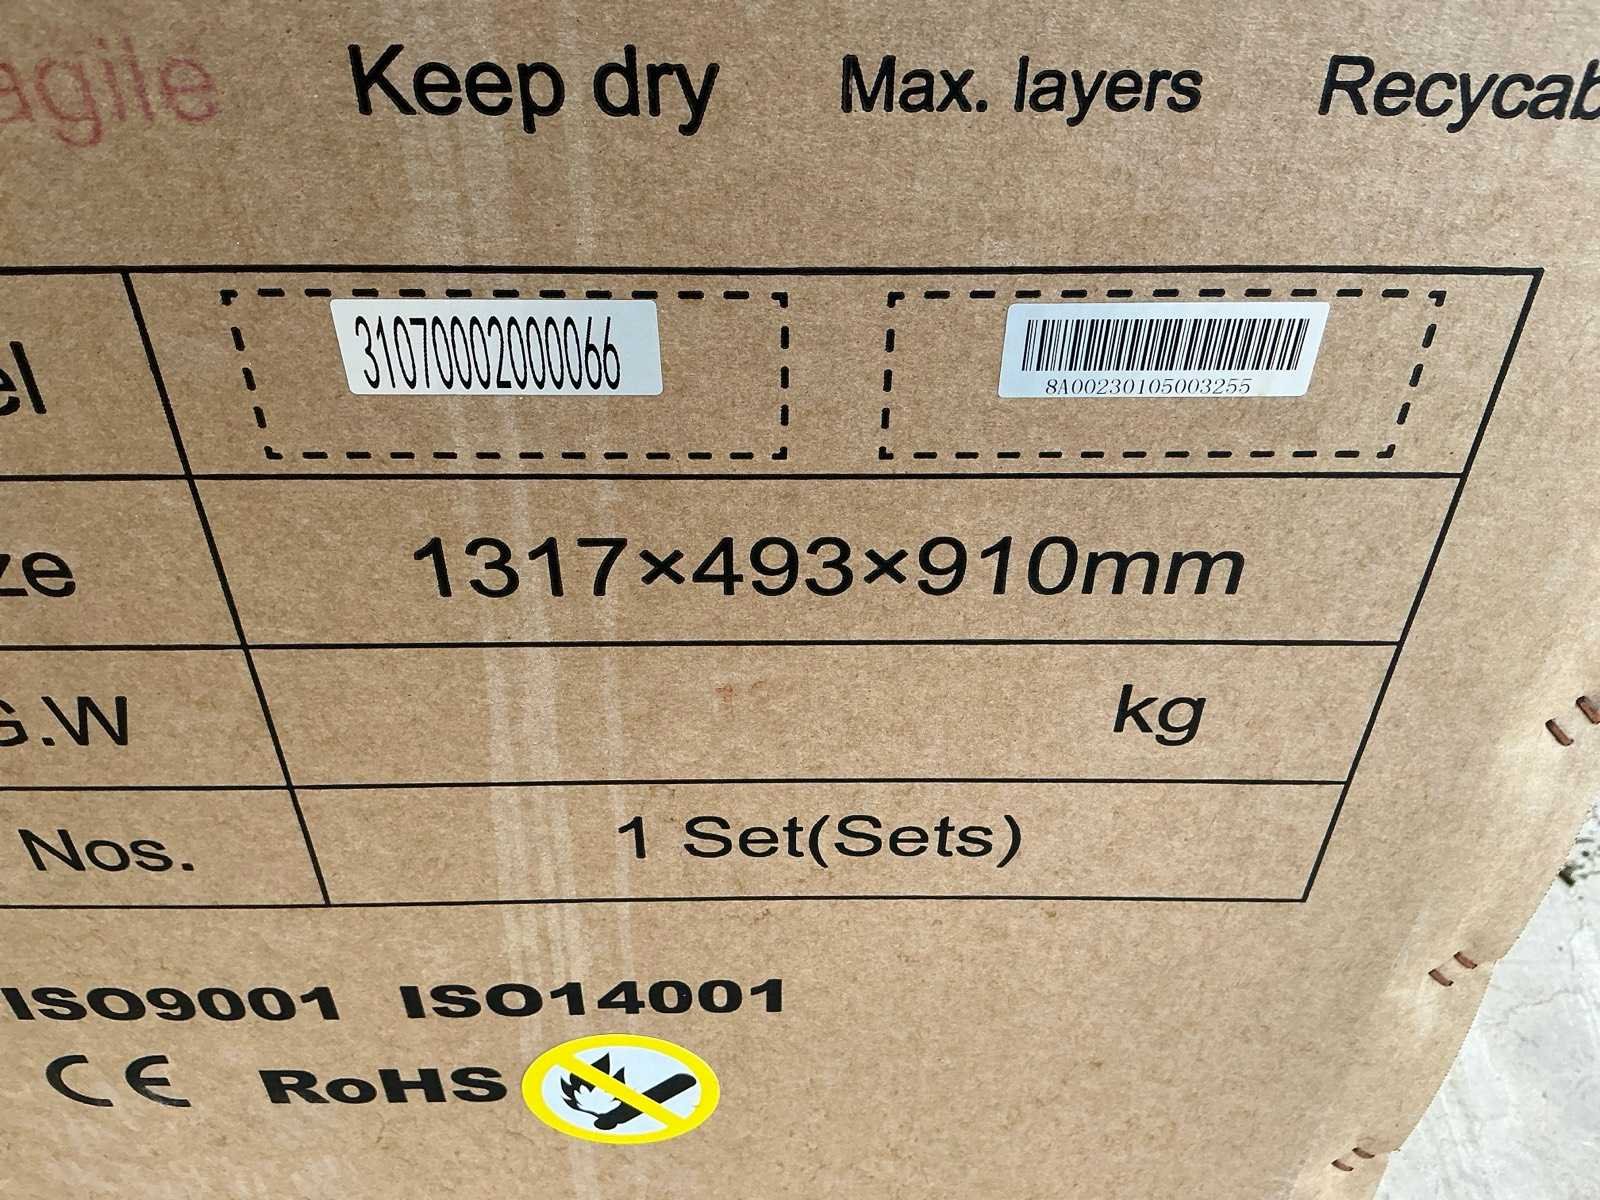 agile Keep dry Max. layers Recycab
el 31070002000066 8A00230105003255
ze 1317×493×910mm
G.W kg
Nos. 1 Set(Sets)
ISO9001 ISO14001
CE RoHS